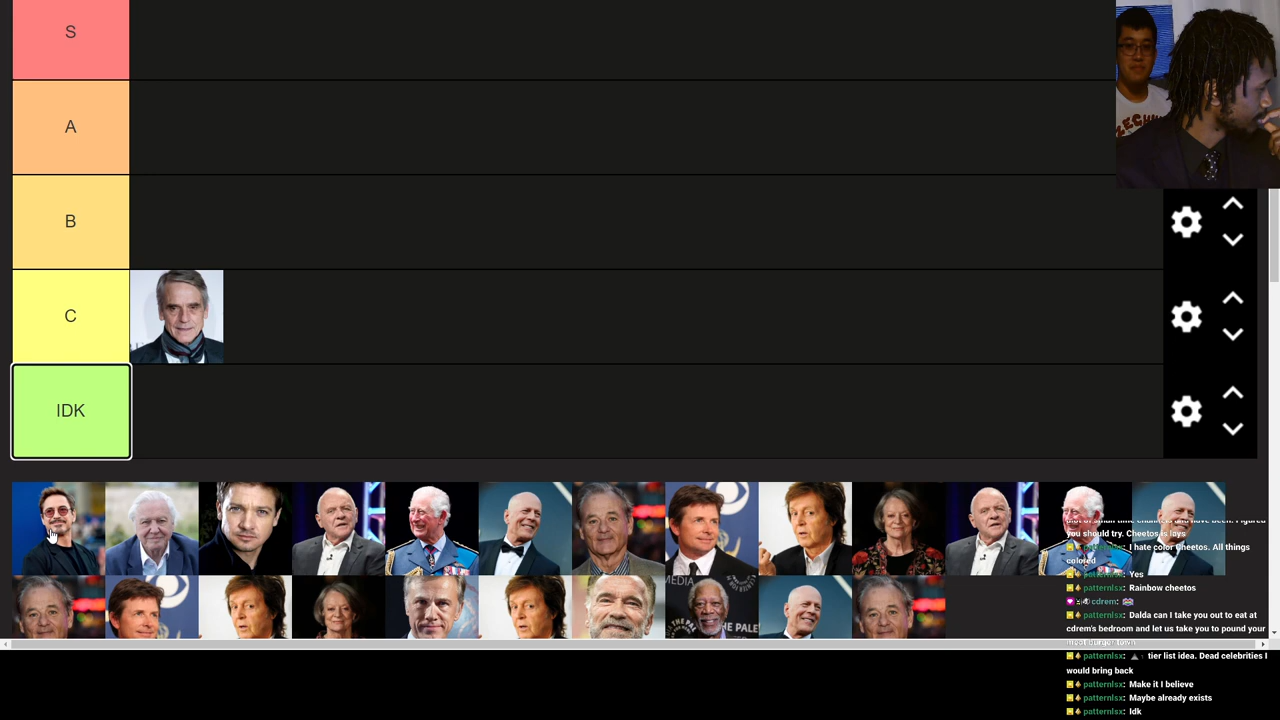 S
A
B
C
IDK
you should try. Cheetos is lays
patternlsx: I hate color Cheetos. All things
colored
patternlsx: Yes
patternlsx: Rainbow cheetos
cdrem:
patternlsx: Dalda can I take you out to eat at
cdrem's bedroom and let us take you to pound your
patternlsx: tier list idea. Dead celebrities I
would bring back
patternlsx: Make it I believe
patternlsx: Maybe already exists
patternlsx: Idk
MEDIA
THE PALE